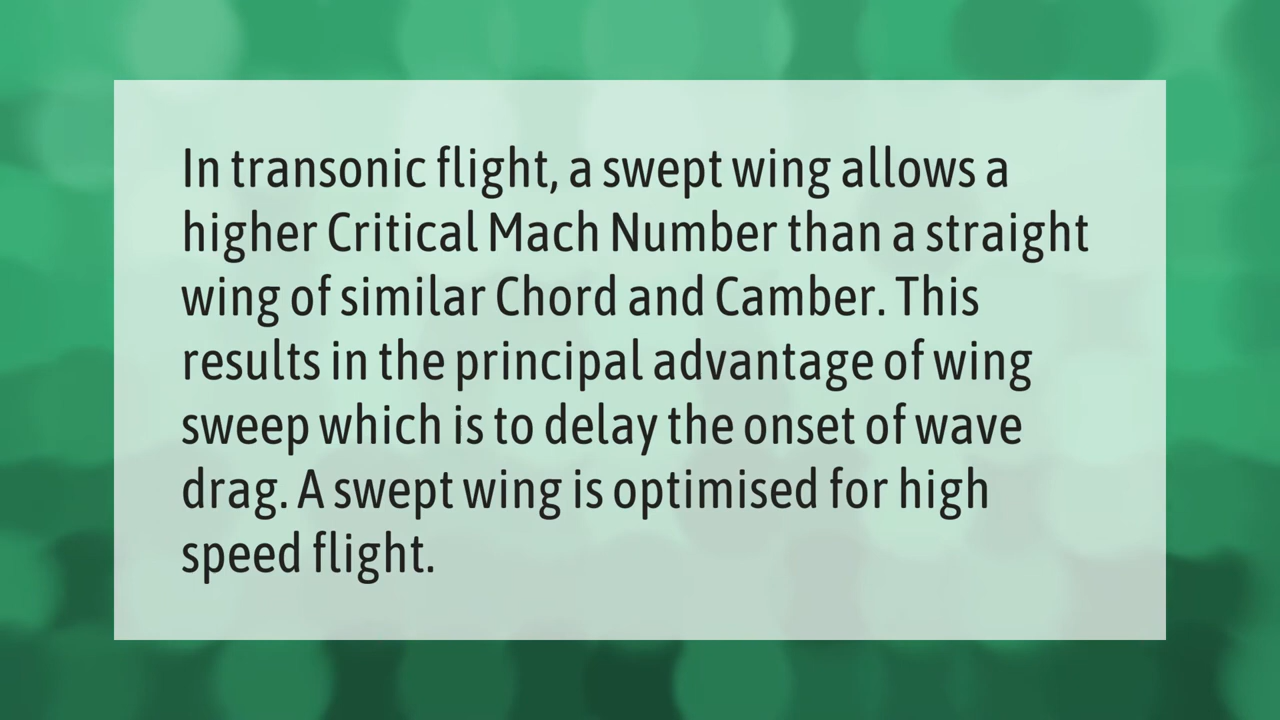 In transonic flight, a swept wing allows a
higher Critical Mach Number than a straight
wing of similar Chord and Camber. This
results in the principal advantage of wing
sweep which is to delay the onset of wave
drag. A swept wing is optimised for high
speed flight.